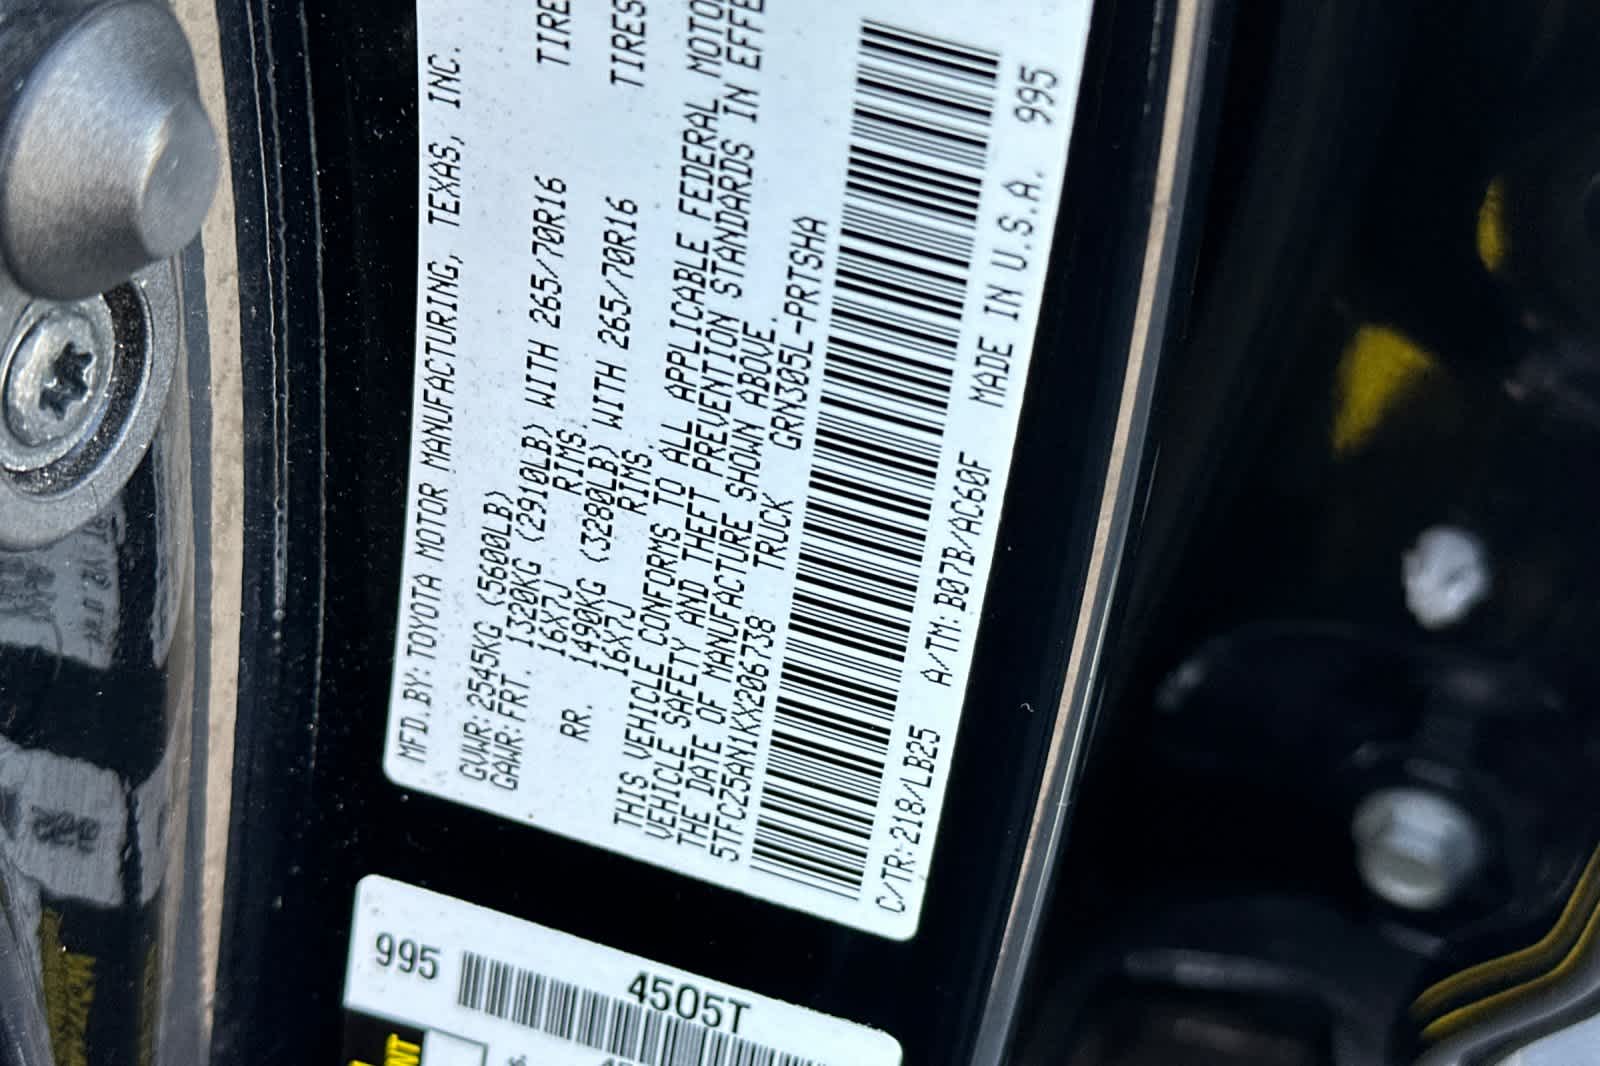 MFD. BY: TOYOTA MOTOR MANUFACTURING, TEXAS, INC.
GVWR: 2545KG (5600LB)
GAWR: FRT. 1320KG (2910LB) WITH 265/70R16 TIRE
16X7J RIMS.
RR. 1490KG (3280LB) WITH 265/70R16 TIRES
16X7J RIMS.
THIS VEHICLE CONFORMS TO ALL APPLICABLE FEDERAL MOTO
VEHICLE SAFETY AND THEFT PREVENTION STANDARDS IN EFFE
THE DATE OF MANUFACTURE SHOWN ABOVE.
5TFCZ5AN1KX206738 TRUCK GRN305L-PRTSHA
C/TR: 218/LB25 A/TM: B07B/AC60F MADE IN U.S.A. 995
995 4505T